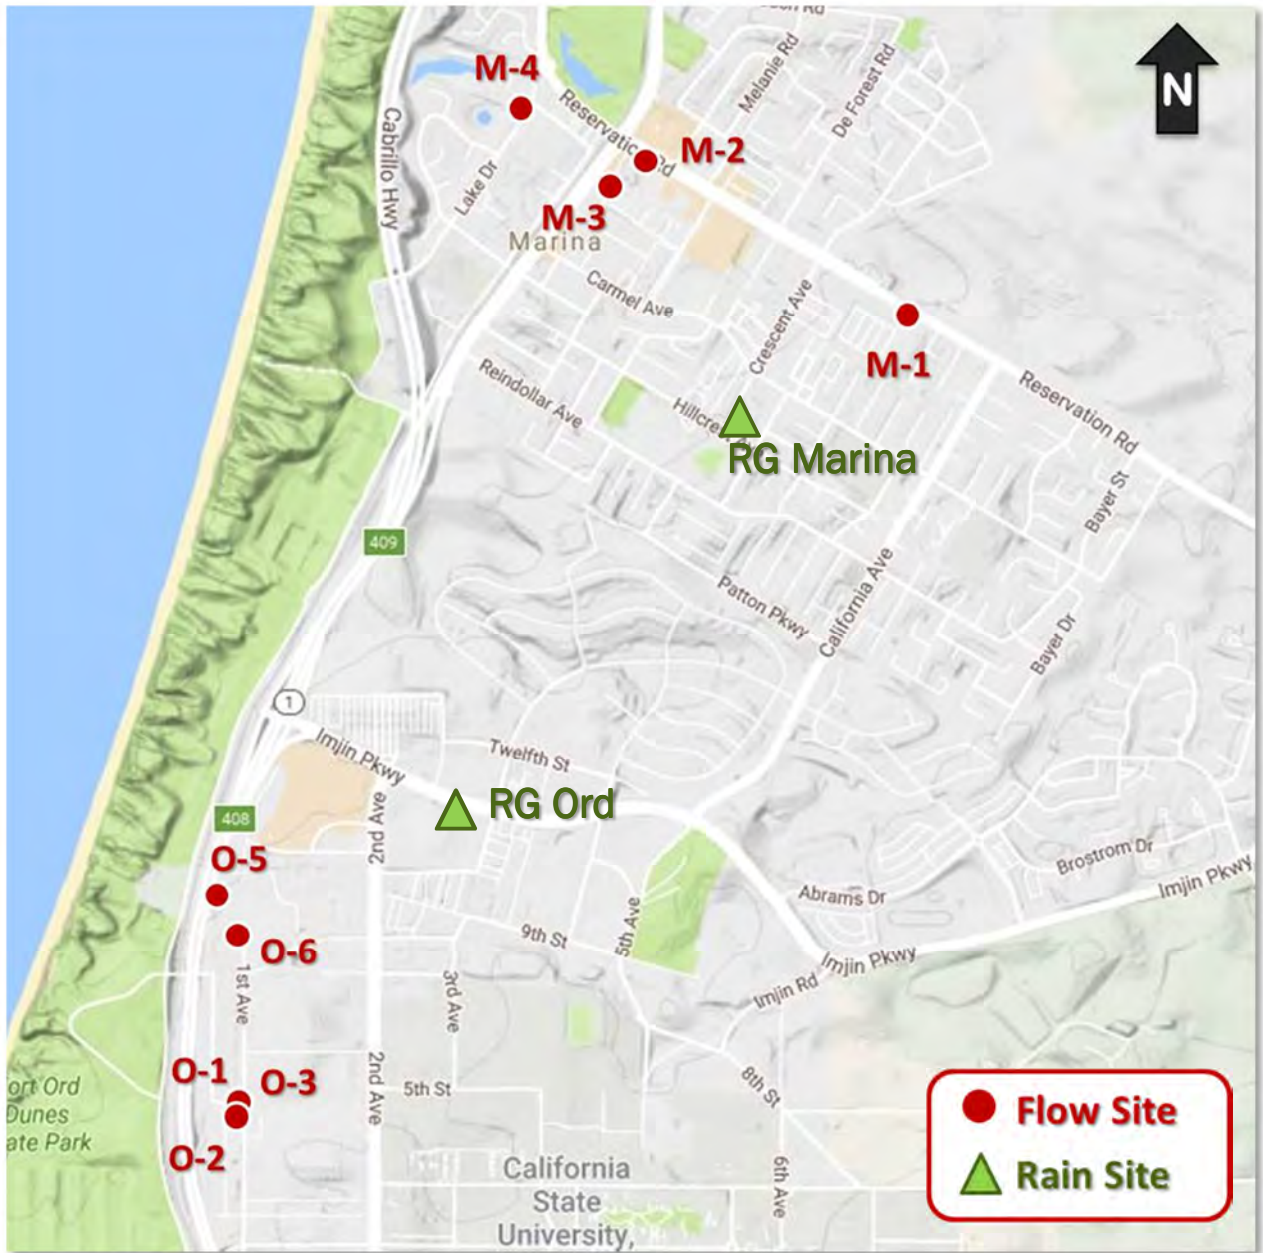 M-4
Melanie Rd
De Forest Rd
N
Cabrillo Hwy
Reservatic
Rd
M-2
Lake Dr
M-3
Marina
Carmel Ave
Crescent Ave
M-1
Reindollar Ave
Reservation Rd
RG Marina
Bayer St
409
Patton Pkwy
California Ave
Bayer Dr
1
Imjin Pkwy
Twelfth St
RG Ord
408
2nd Ave
O-5
Brostrom Dr
Imjin Pkwy
Abrams Dr
5th Ave
9th St
O-6
Imjin Pkwy
Imjin Rd
1st Ave
3rd Ave
O-1
O-3
2nd Ave
5th St
8th St
ort Ord
Dunes
ate Park
O-2
6th Ave
California
State
University,
Flow Site
Rain Site